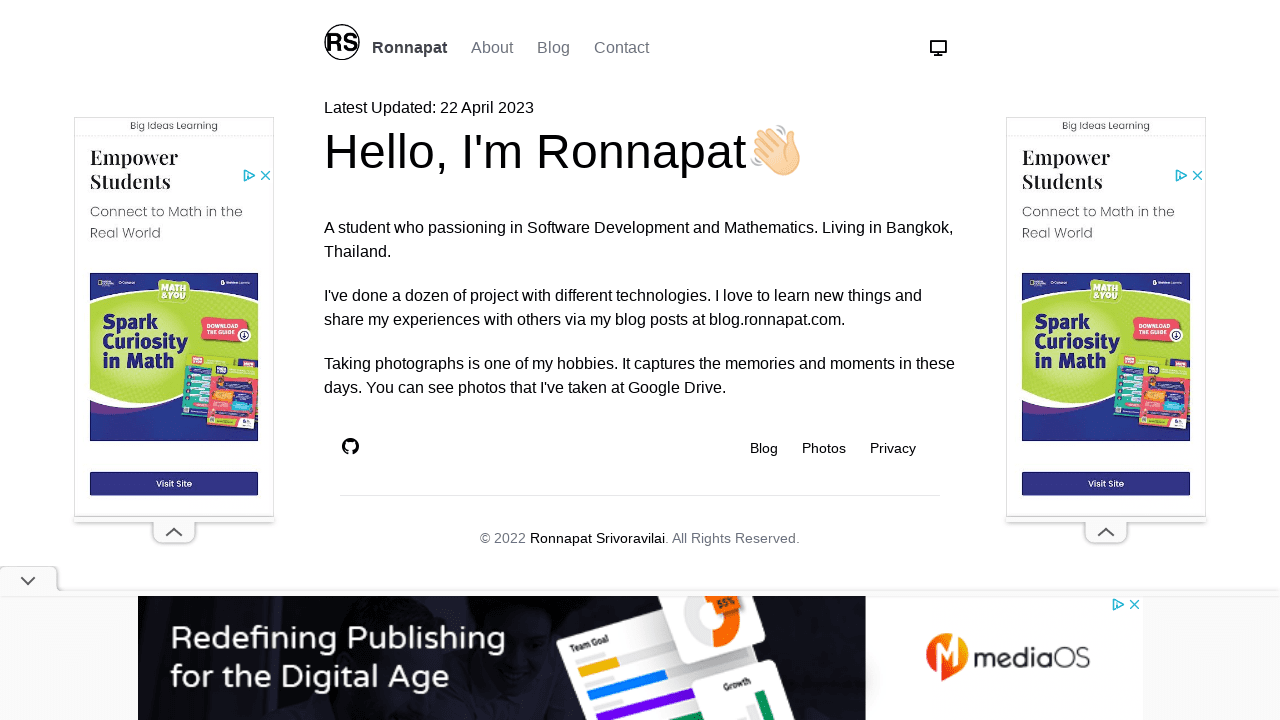 RS Ronnapat About Blog Contact
Latest Updated: 22 April 2023
Hello, I'm Ronnapat
A student who passioning in Software Development and Mathematics. Living in Bangkok,
Thailand.
I've done a dozen of project with different technologies. I love to learn new things and
share my experiences with others via my blog posts at blog.ronnapat.com.
Taking photographs is one of my hobbies. It captures the memories and moments in these
days. You can see photos that I've taken at Google Drive.
Blog Photos Privacy
© 2022 Ronnapat Srivoravilai. All Rights Reserved.
Big Ideas Learning
Empower
Students
Connect to Math in the
Real World
MATH
&YOU
Spark
Curiosity
in Math
DOWNLOAD
THE GUIDE
Visit Site
Big Ideas Learning
Empower
Students
Connect to Math in the
Real World
MATH
&YOU
Spark
Curiosity
in Math
DOWNLOAD
THE GUIDE
Visit Site
Redefining Publishing
for the Digital Age
Team Goal
55%
Growth
mediaOS